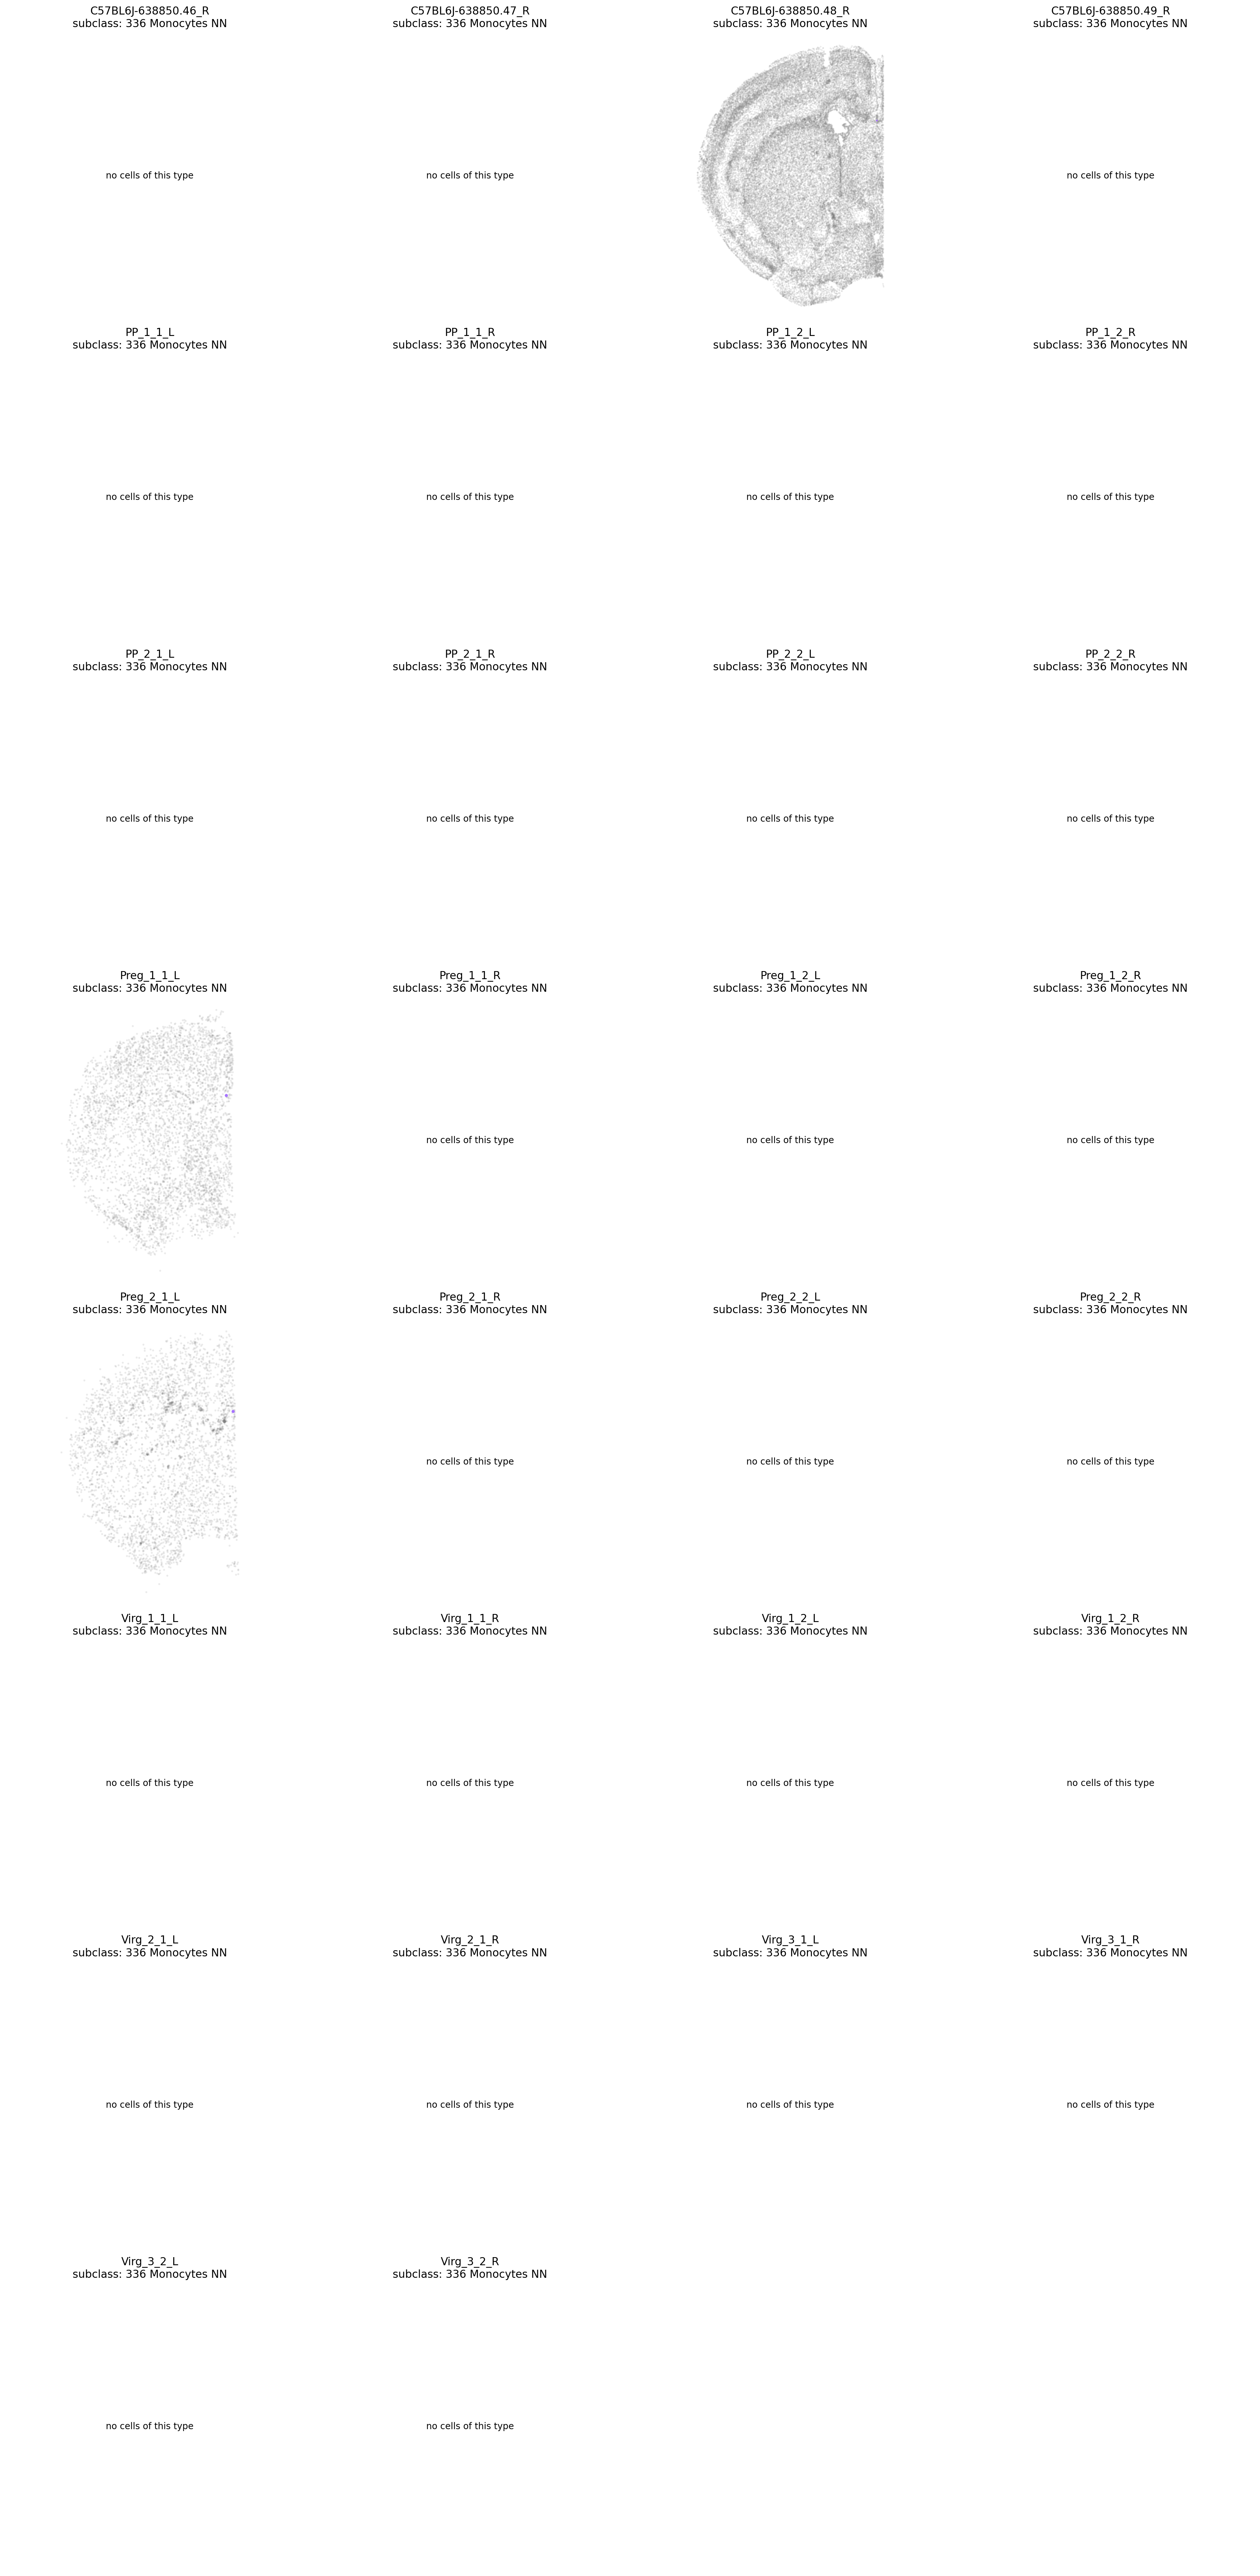 C57BL6J-638850.46_R
subclass: 336 Monocytes NN
C57BL6J-638850.47_R
subclass: 336 Monocytes NN
C57BL6J-638850.48_R
subclass: 336 Monocytes NN
C57BL6J-638850.49_R
subclass: 336 Monocytes NN
no cells of this type
no cells of this type
no cells of this type
PP_1_1_L
subclass: 336 Monocytes NN
PP_1_1_R
subclass: 336 Monocytes NN
PP_1_2_L
subclass: 336 Monocytes NN
PP_1_2_R
subclass: 336 Monocytes NN
no cells of this type
no cells of this type
no cells of this type
no cells of this type
PP_2_1_L
subclass: 336 Monocytes NN
PP_2_1_R
subclass: 336 Monocytes NN
PP_2_2_L
subclass: 336 Monocytes NN
PP_2_2_R
subclass: 336 Monocytes NN
no cells of this type
no cells of this type
no cells of this type
no cells of this type
Preg_1_1_L
subclass: 336 Monocytes NN
Preg_1_1_R
subclass: 336 Monocytes NN
Preg_1_2_L
subclass: 336 Monocytes NN
Preg_1_2_R
subclass: 336 Monocytes NN
no cells of this type
no cells of this type
no cells of this type
Preg_2_1_L
subclass: 336 Monocytes NN
Preg_2_1_R
subclass: 336 Monocytes NN
Preg_2_2_L
subclass: 336 Monocytes NN
Preg_2_2_R
subclass: 336 Monocytes NN
no cells of this type
no cells of this type
no cells of this type
Virg_1_1_L
subclass: 336 Monocytes NN
Virg_1_1_R
subclass: 336 Monocytes NN
Virg_1_2_L
subclass: 336 Monocytes NN
Virg_1_2_R
subclass: 336 Monocytes NN
no cells of this type
no cells of this type
no cells of this type
no cells of this type
Virg_2_1_L
subclass: 336 Monocytes NN
Virg_2_1_R
subclass: 336 Monocytes NN
Virg_3_1_L
subclass: 336 Monocytes NN
Virg_3_1_R
subclass: 336 Monocytes NN
no cells of this type
no cells of this type
no cells of this type
no cells of this type
Virg_3_2_L
subclass: 336 Monocytes NN
Virg_3_2_R
subclass: 336 Monocytes NN
no cells of this type
no cells of this type